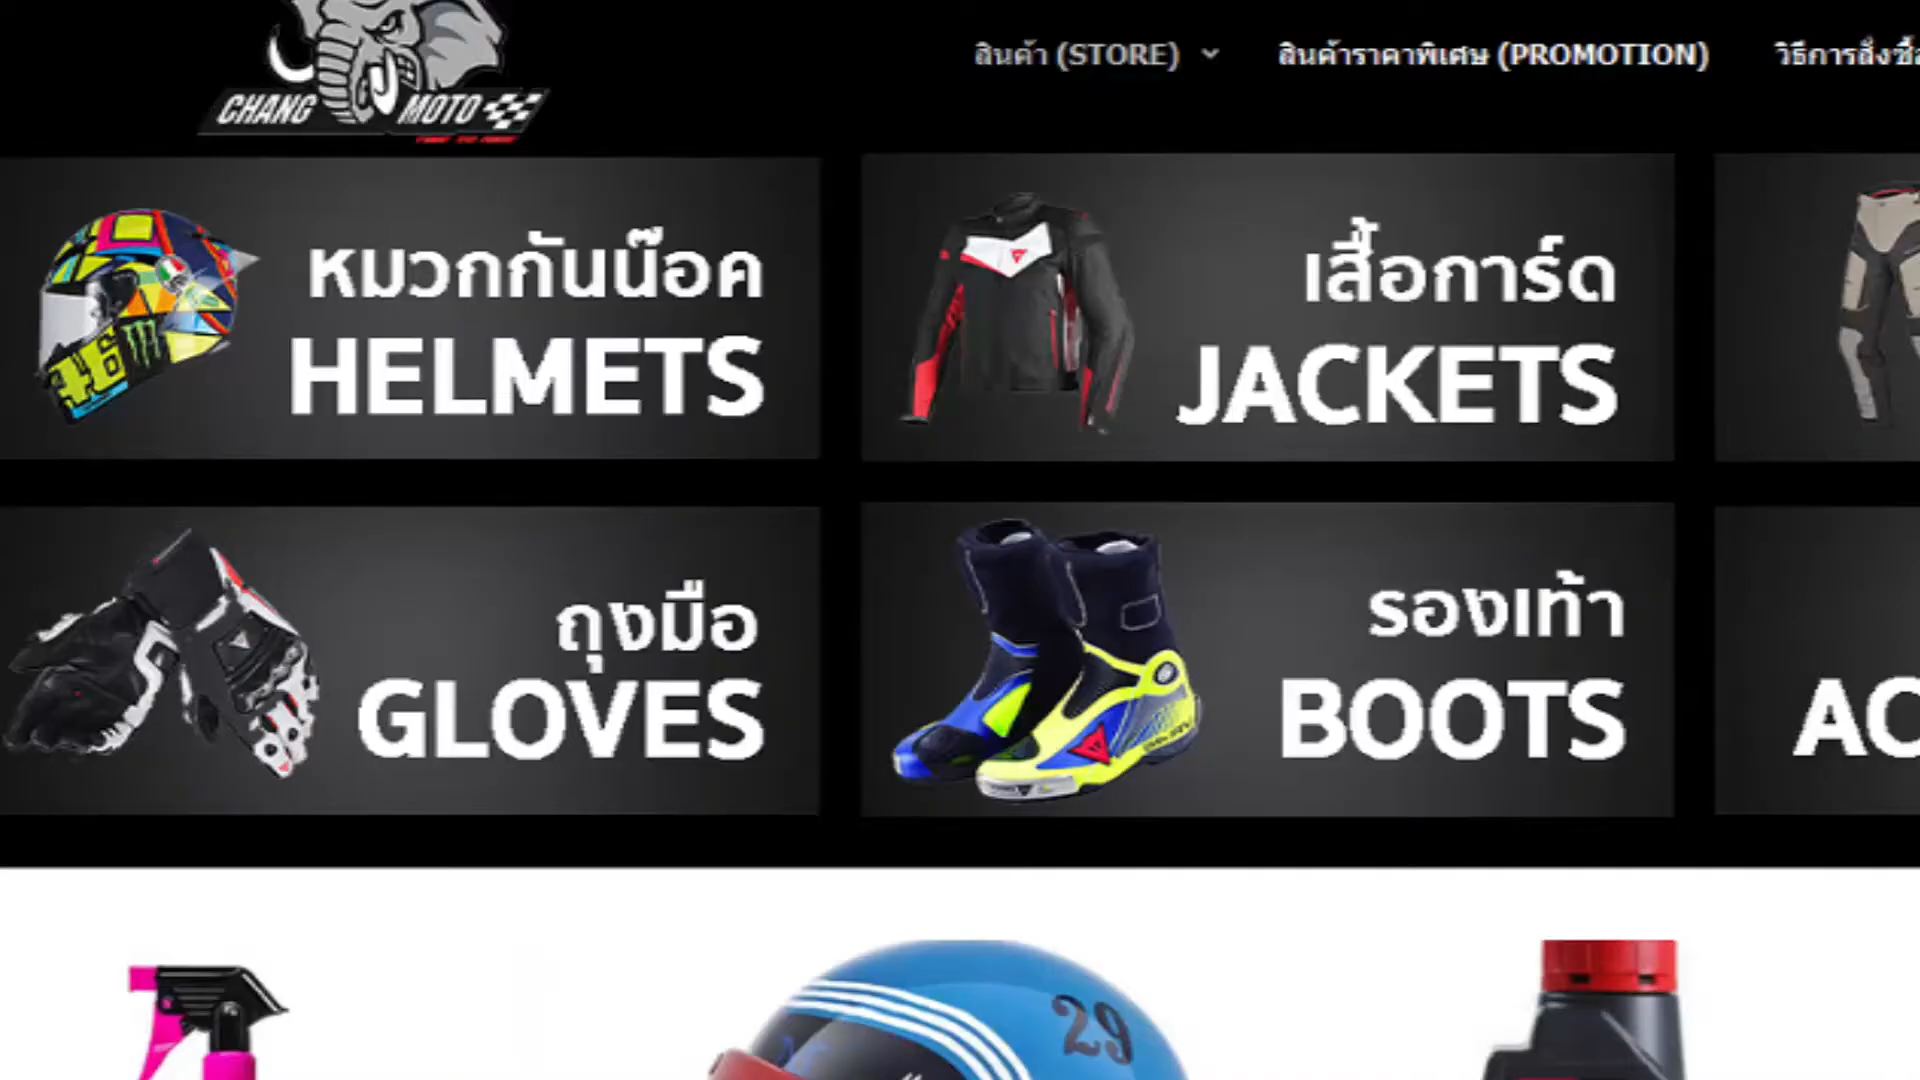 CHANG MOTO
สินค้า (STORE)
สินค้าราคาพิเศษ (PROMOTION)
หมวกกันน๊อค
HELMETS
เสื้อการ์ด
JACKETS
ถุงมือ
GLOVES
รองเท้า
BOOTS
AC
29